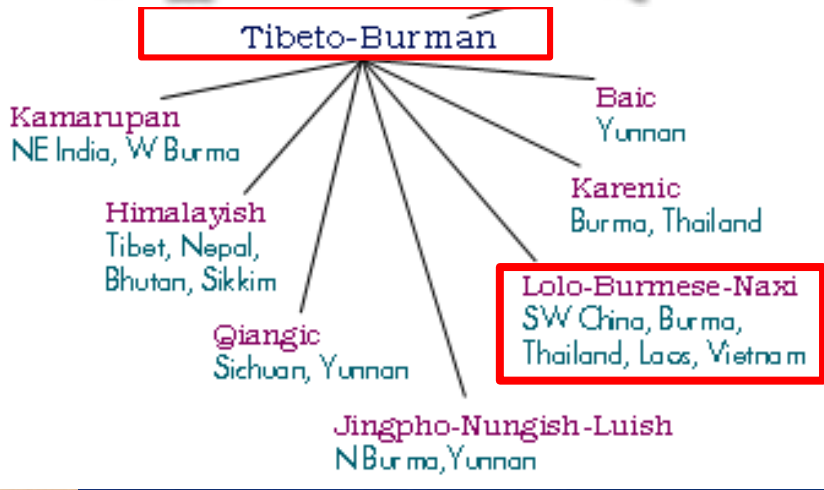 Tibeto-Burman
Kamarupan
NE India, W Burma
Himalayish
Tibet, Nepal,
Bhutan, Sikkim
Qiangic
Sichuan, Yunnan
Jingpho-Nungish-Luish
N Burma, Yunnan
Lolo-Burmese-Naxi
SW China, Burma,
Thailand, Laos, Vietnam
Karenic
Burma, Thailand
Baic
Yunnan